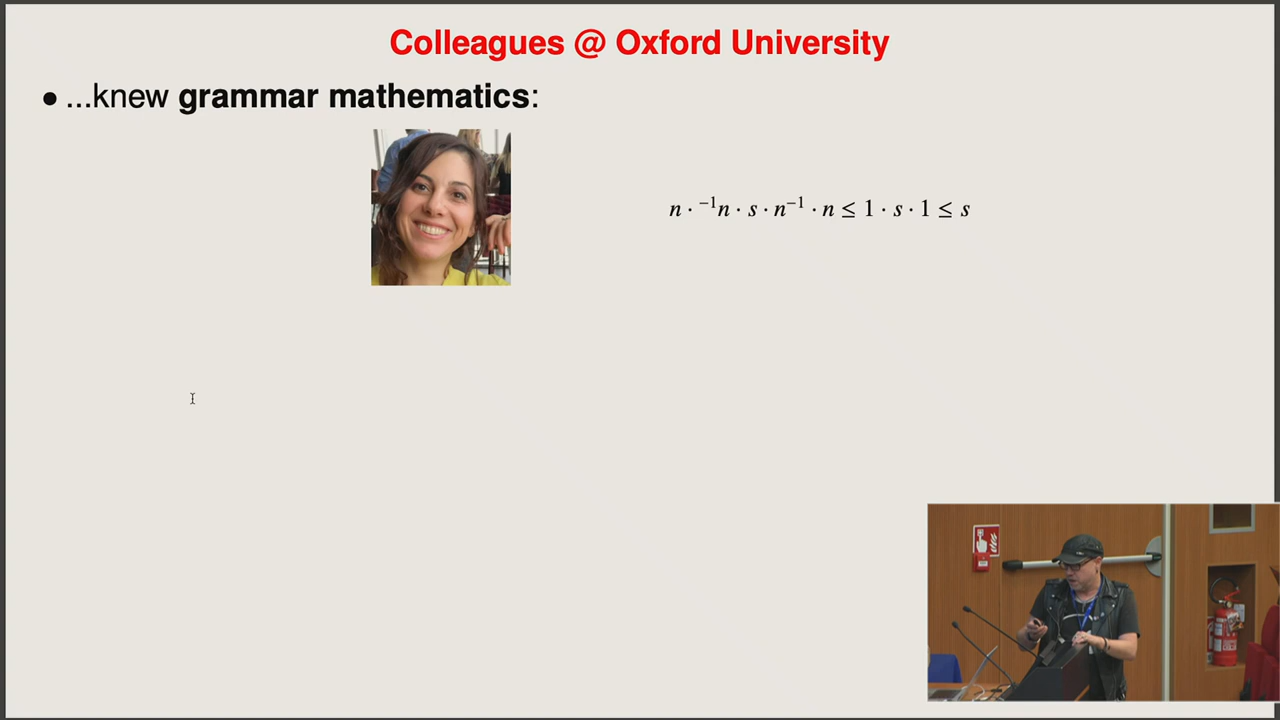 Colleagues @ Oxford University
● ...knew grammar mathematics:
n · ⁻¹n · s · n⁻¹ · n ≤ 1 · s · 1 ≤ s